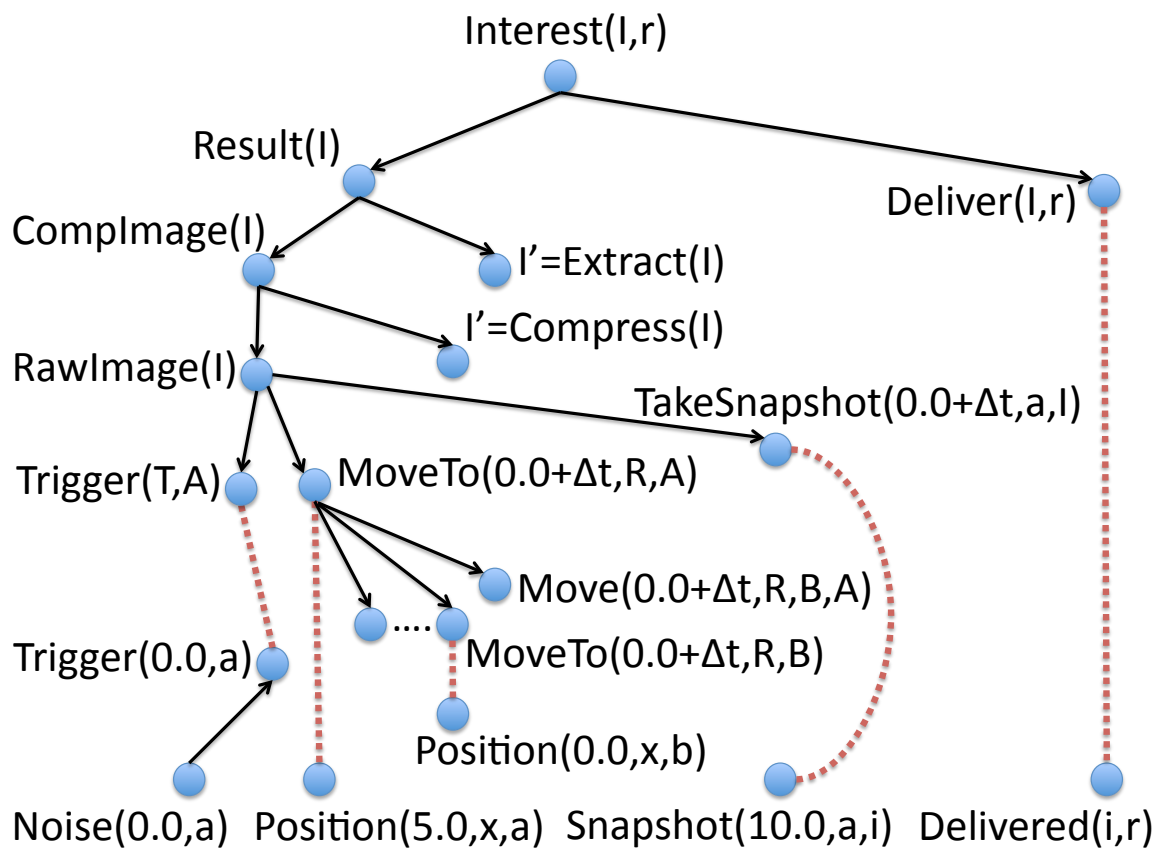 Interest(I,r)
Result(I)
Deliver(I,r)
CompImage(I)
I’=Extract(I)
I’=Compress(I)
RawImage(I)
TakeSnapshot(0.0+Δt,a,I)
Trigger(T,A)
MoveTo(0.0+Δt,R,A)
Move(0.0+Δt,R,B,A)
....
MoveTo(0.0+Δt,R,B)
Trigger(0.0,a)
Position(0.0,x,b)
Noise(0.0,a)
Position(5.0,x,a)
Snapshot(10.0,a,i)
Delivered(i,r)